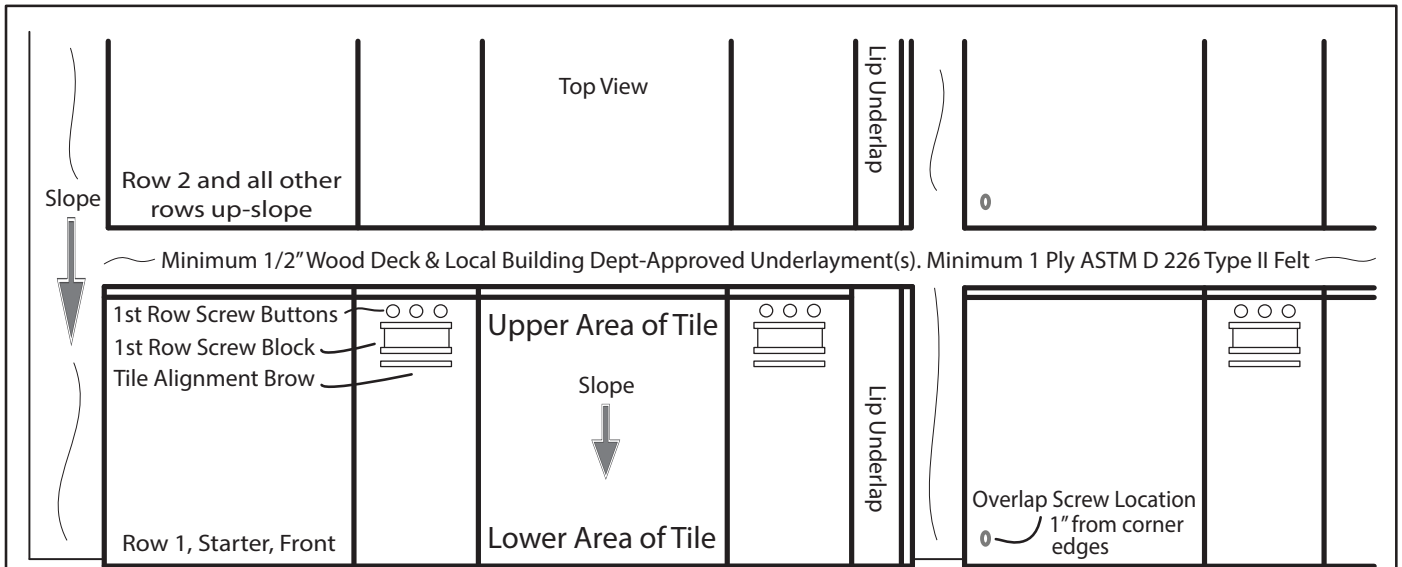 Top View
Lip Underlap
Row 2 and all other
rows up-slope
Slope
Minimum 1/2" Wood Deck & Local Building Dept-Approved Underlayment(s). Minimum 1 Ply ASTM D 226 Type II Felt
1st Row Screw Buttons
1st Row Screw Block
Tile Alignment Brow
Upper Area of Tile
Slope
Lip Underlap
Lower Area of Tile
Row 1, Starter, Front
Overlap Screw Location
1" from corner
edges